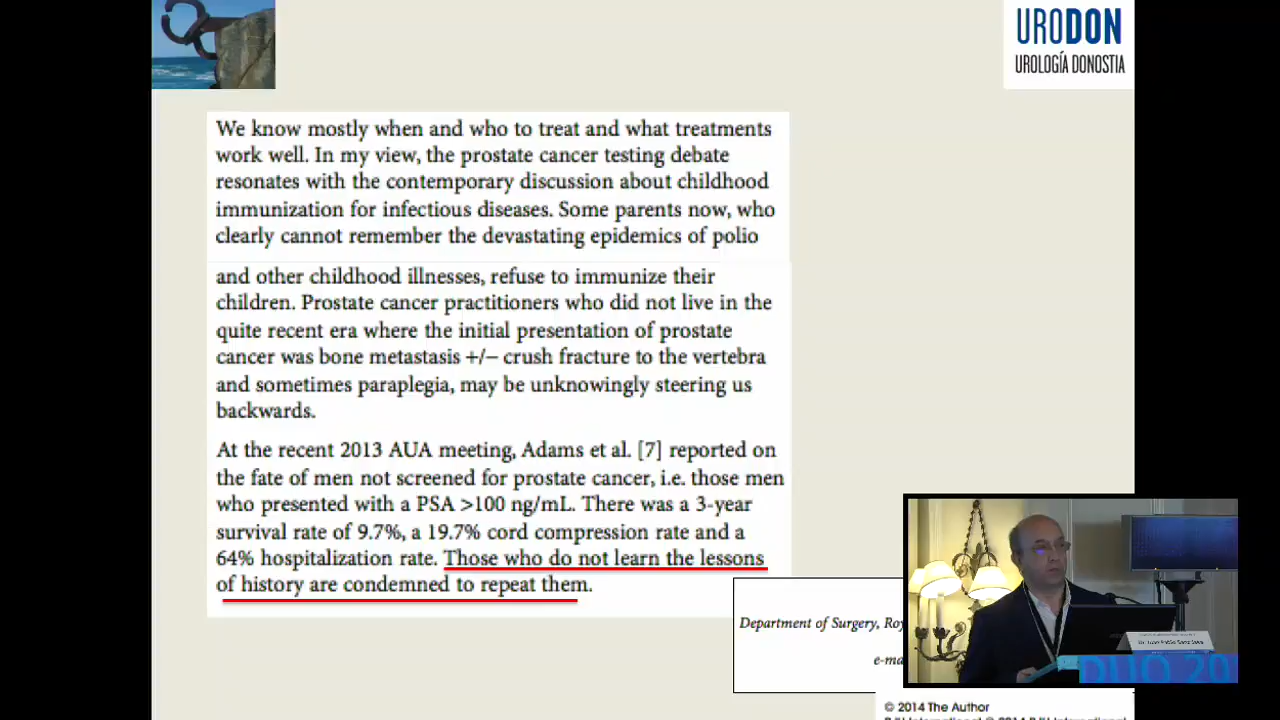 URODON
UROLOGÍA DONOSTIA
We know mostly when and who to treat and what treatments
work well. In my view, the prostate cancer testing debate
resonates with the contemporary discussion about childhood
immunization for infectious diseases. Some parents now, who
clearly cannot remember the devastating epidemics of polio
and other childhood illnesses, refuse to immunize their
children. Prostate cancer practitioners who did not live in the
quite recent era where the initial presentation of prostate
cancer was bone metastasis +/− crush fracture to the vertebra
and sometimes paraplegia, may be unknowingly steering us
backwards.
At the recent 2013 AUA meeting, Adams et al. [7] reported on
the fate of men not screened for prostate cancer, i.e. those men
who presented with a PSA >100 ng/mL. There was a 3-year
survival rate of 9.7%, a 19.7% cord compression rate and a
64% hospitalization rate. Those who do not learn the lessons
of history are condemned to repeat them.
Department of Surgery, Roy
e-ma
DUO 20
© 2014 The Author